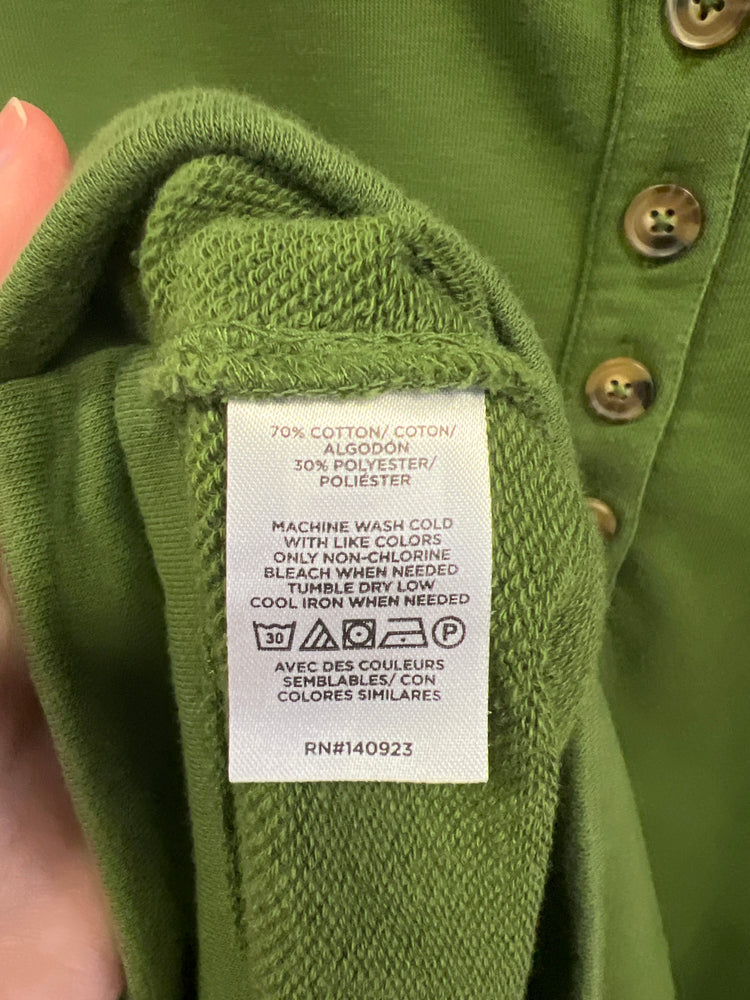 70% COTTON/ COTON/
ALGODÓN
30% POLYESTER/
POLIÉSTER
MACHINE WASH COLD
WITH LIKE COLORS
ONLY NON-CHLORINE
BLEACH WHEN NEEDED
TUMBLE DRY LOW
COOL IRON WHEN NEEDED
30 P
AVEC DES COULEURS
SEMBLABLES/ CON
COLORES SIMILARES
RN#140923